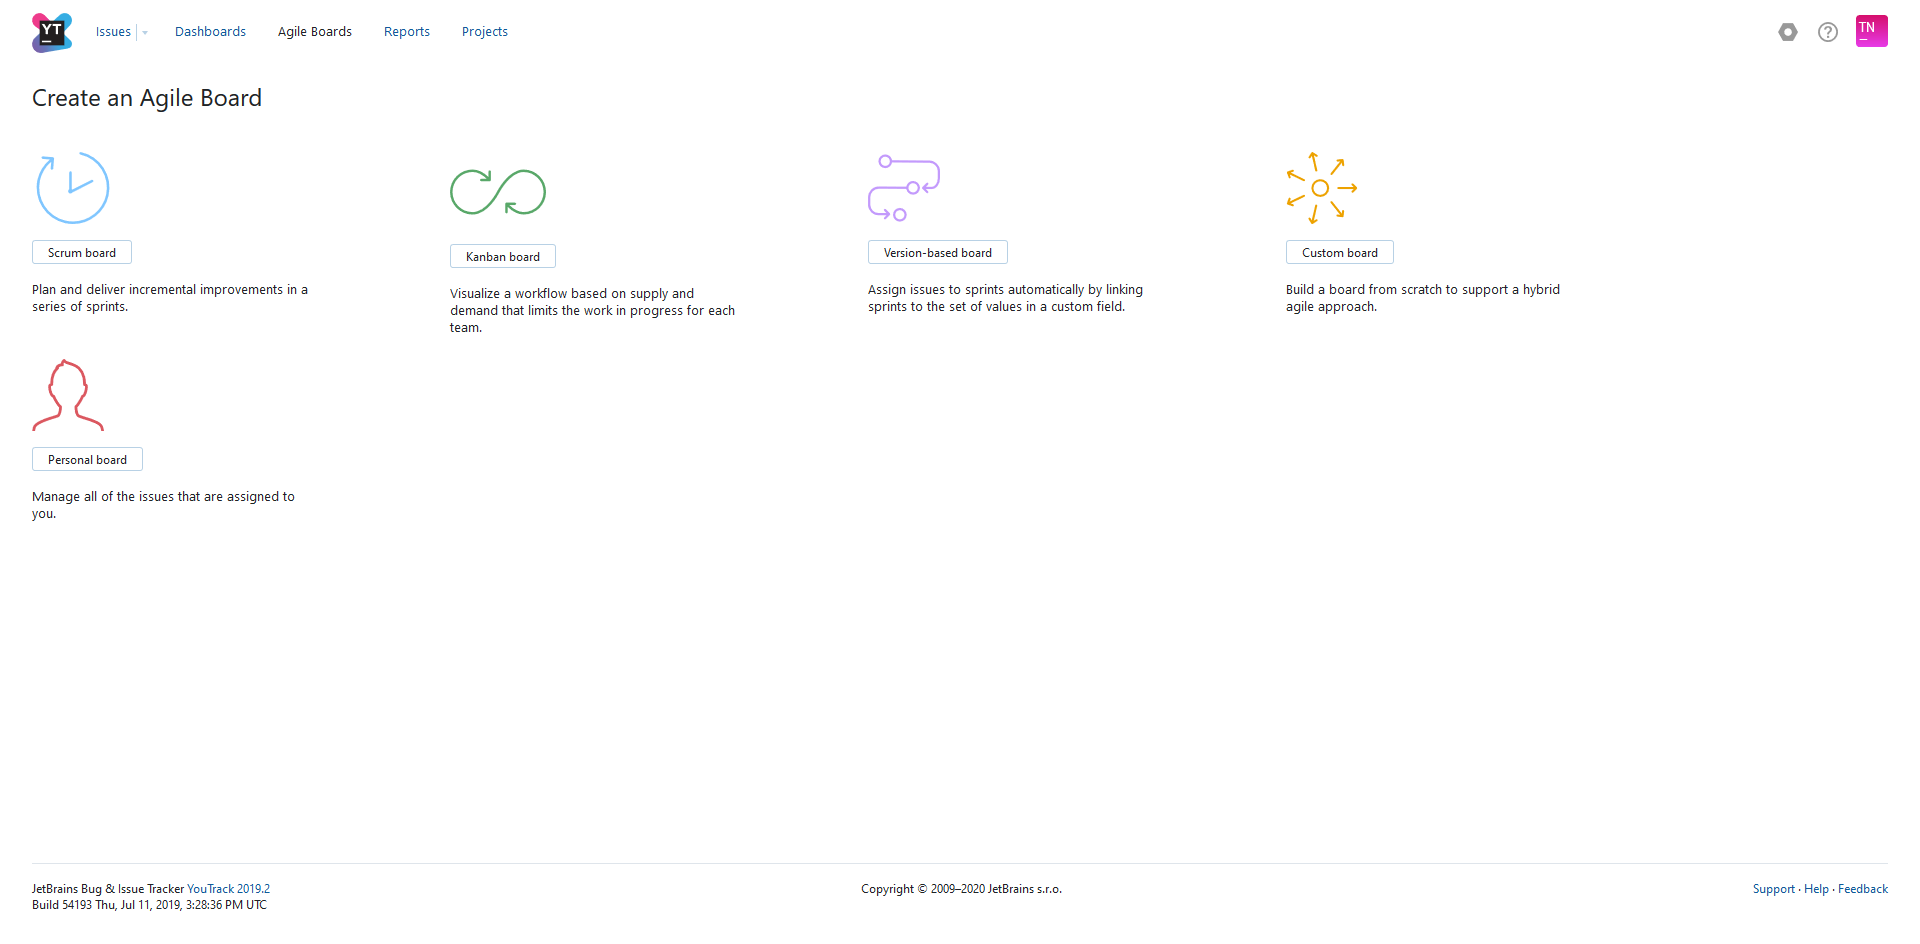 YT
Issues
Dashboards
Agile Boards
Reports
Projects
TN
Create an Agile Board
Scrum board
Plan and deliver incremental improvements in a
series of sprints.
Kanban board
Visualize a workflow based on supply and
demand that limits the work in progress for each
team.
Version-based board
Assign issues to sprints automatically by linking
sprints to the set of values in a custom field.
Custom board
Build a board from scratch to support a hybrid
agile approach.
Personal board
Manage all of the issues that are assigned to
you.
JetBrains Bug & Issue Tracker YouTrack 2019.2
Build 54193 Thu, Jul 11, 2019, 3:28:36 PM UTC
Copyright © 2009–2020 JetBrains s.r.o.
Support · Help · Feedback